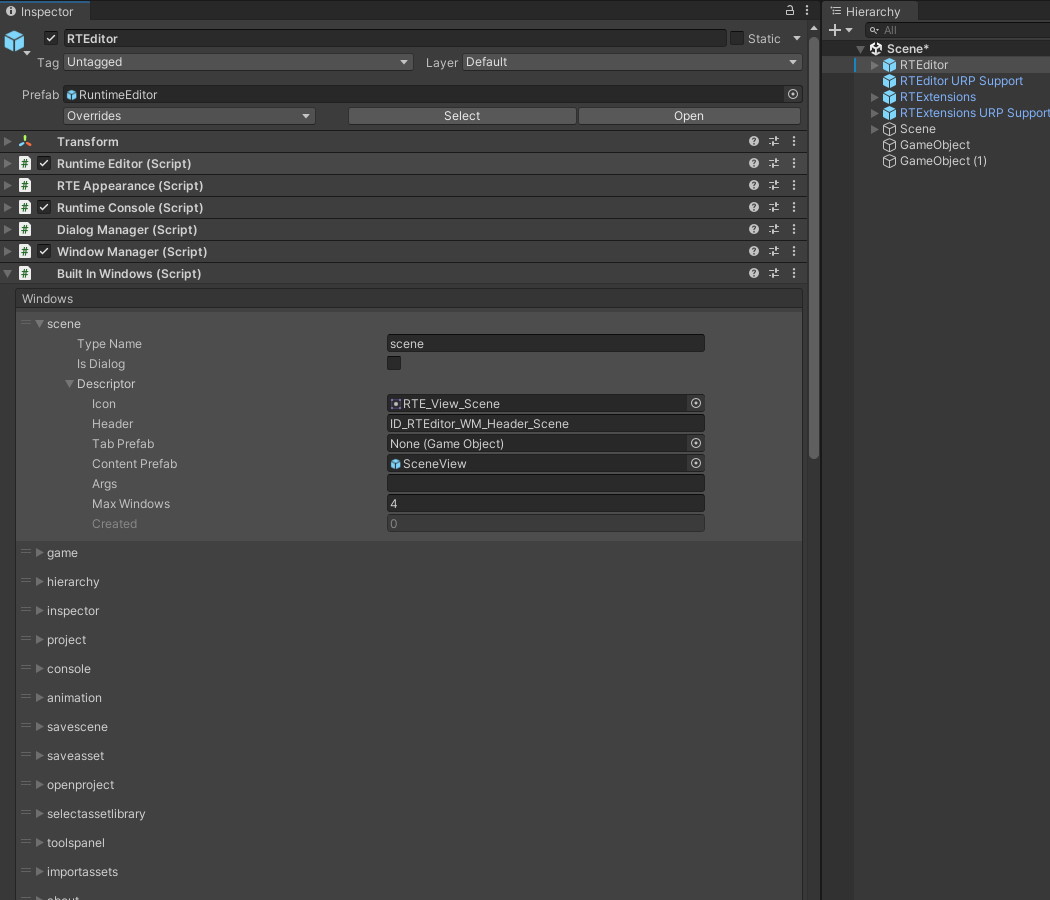 Inspector
RTEditor
Static
Tag Untagged
Layer Default
Prefab RuntimeEditor
Overrides Select Open
Transform
# Runtime Editor (Script)
# RTE Appearance (Script)
# Runtime Console (Script)
# Dialog Manager (Script)
# Window Manager (Script)
# Built In Windows (Script)
Windows
scene
Type Name scene
Is Dialog
Descriptor
Icon RTE_View_Scene
Header ID_RTEditor_WM_Header_Scene
Tab Prefab None (Game Object)
Content Prefab SceneView
Args
Max Windows 4
Created 0
game
hierarchy
inspector
project
console
animation
savescene
saveasset
openproject
selectassetlibrary
toolspanel
importassets
about
Hierarchy
All
Scene*
RTEditor
RTEditor URP Support
RTExtensions
RTExtensions URP Support
Scene
GameObject
GameObject (1)